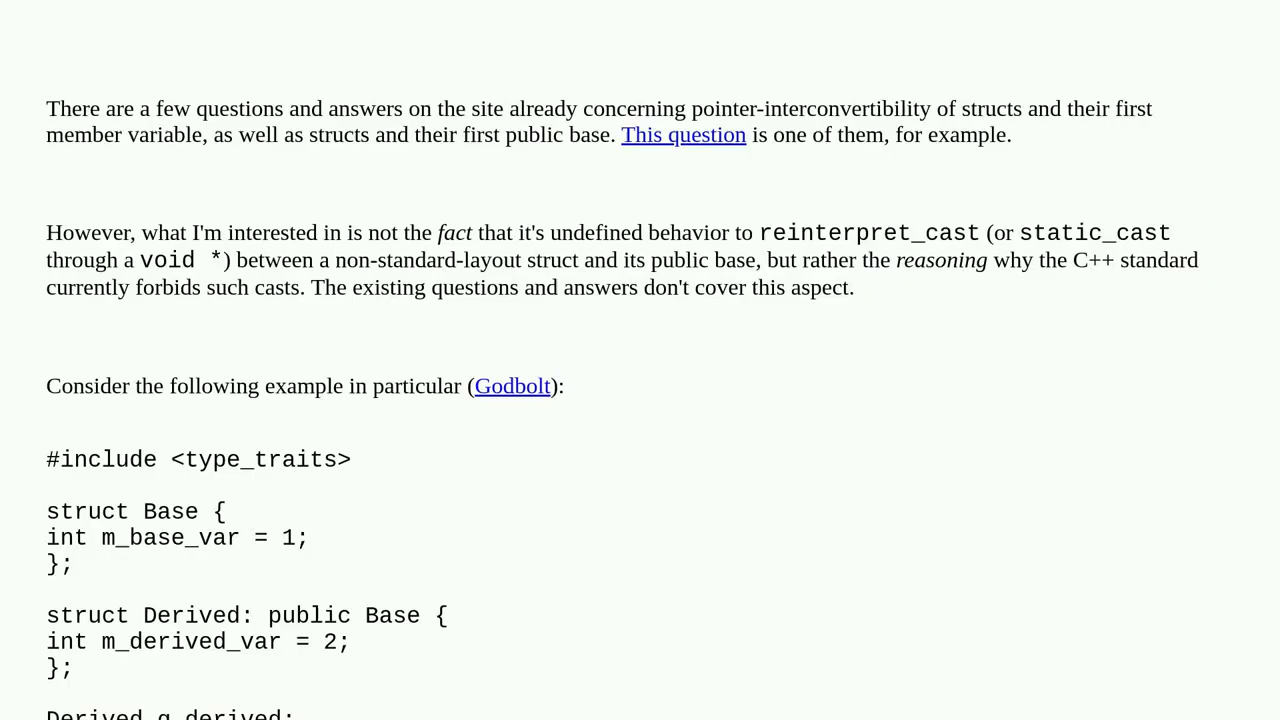 There are a few questions and answers on the site already concerning pointer-interconvertibility of structs and their first
member variable, as well as structs and their first public base. This question is one of them, for example.
However, what I'm interested in is not the fact that it's undefined behavior to reinterpret_cast (or static_cast
through a void *) between a non-standard-layout struct and its public base, but rather the reasoning why the C++ standard
currently forbids such casts. The existing questions and answers don't cover this aspect.
Consider the following example in particular (Godbolt):
#include <type_traits>
struct Base {
int m_base_var = 1;
};
struct Derived: public Base {
int m_derived_var = 2;
};
Derived g_derived;